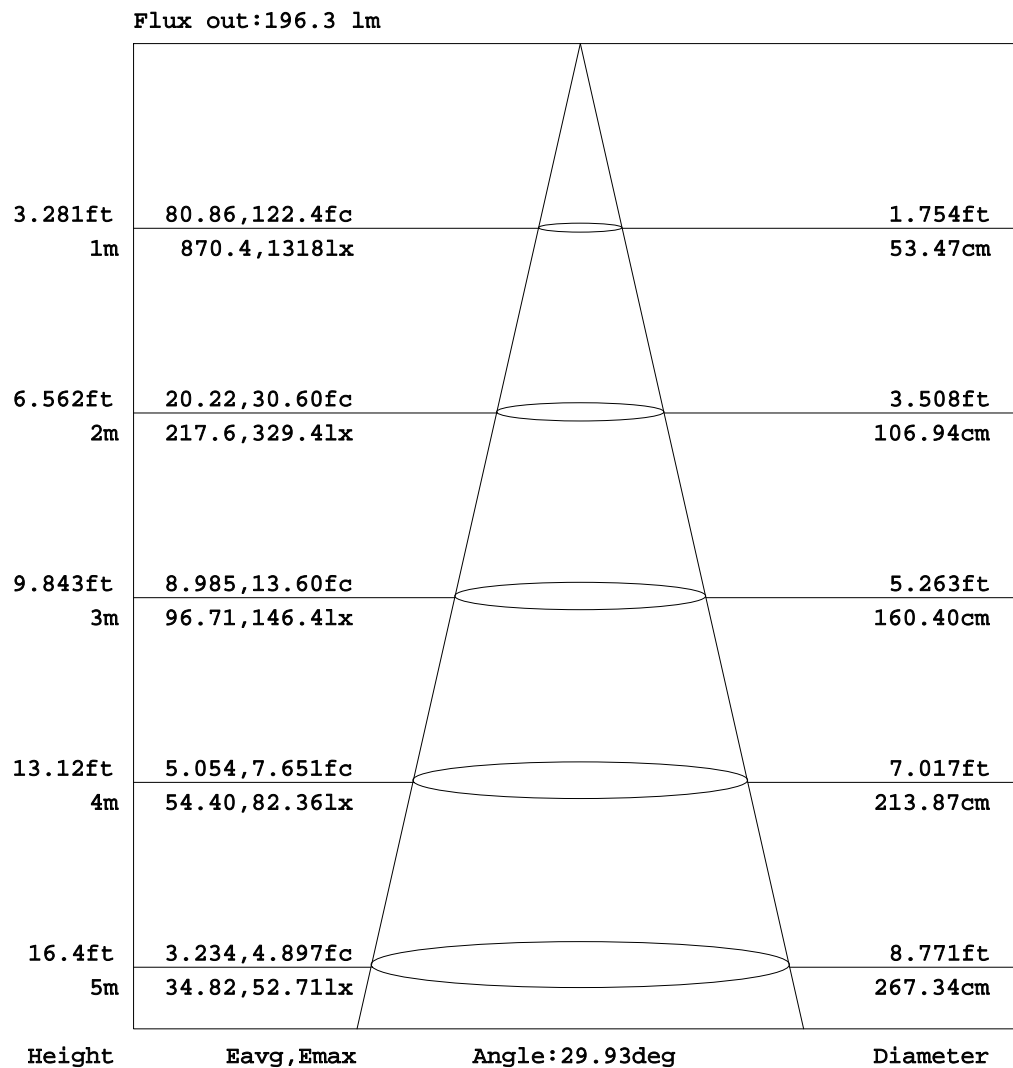 Flux out:196.3 lm
3.281ft 80.86,122.4fc 1.754ft
1m 870.4,1318lx 53.47cm
6.562ft 20.22,30.60fc 3.508ft
2m 217.6,329.4lx 106.94cm
9.843ft 8.985,13.60fc 5.263ft
3m 96.71,146.4lx 160.40cm
13.12ft 5.054,7.651fc 7.017ft
4m 54.40,82.36lx 213.87cm
16.4ft 3.234,4.897fc 8.771ft
5m 34.82,52.71lx 267.34cm
Height Eavg,Emax Angle:29.93deg Diameter